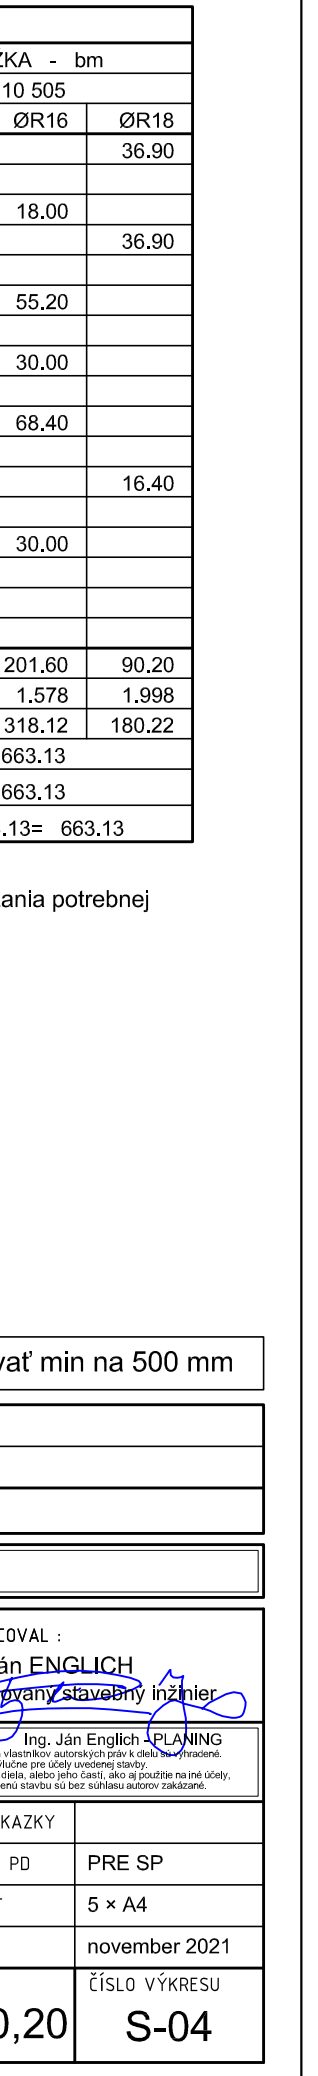 ZKA - bm
10 505
ØR16 ØR18
36.90
18.00
36.90
55.20
30.00
68.40
16.40
30.00
201.60 90.20
1.578 1.998
318.12 180.22
663.13
663.13
.13= 663.13
ania potrebnej
vať min na 500 mm
COVAL :
án ENGLICH
ovaný stavebný inžinier
Ing. Ján Englich - PLANING
vlastníkov autorských práv k dielu sú vyhradené.
ýlučne pre účely uvedenej stavby.
diela, alebo jeho častí, ako aj použitie na iné účely,
enú stavbu sú bez súhlasu autorov zakázané.
KAZKY
PD PRE SP
5 × A4
november 2021
ČÍSLO VÝKRESU
0,20 S-04